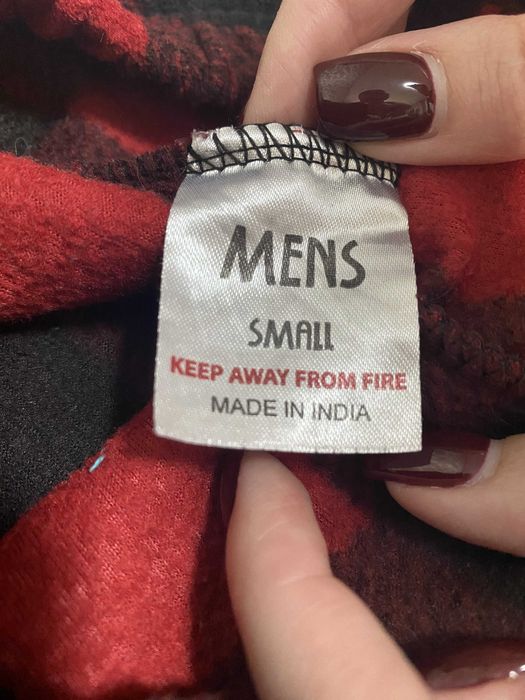 MENS
SMALL
KEEP AWAY FROM FIRE
MADE IN INDIA